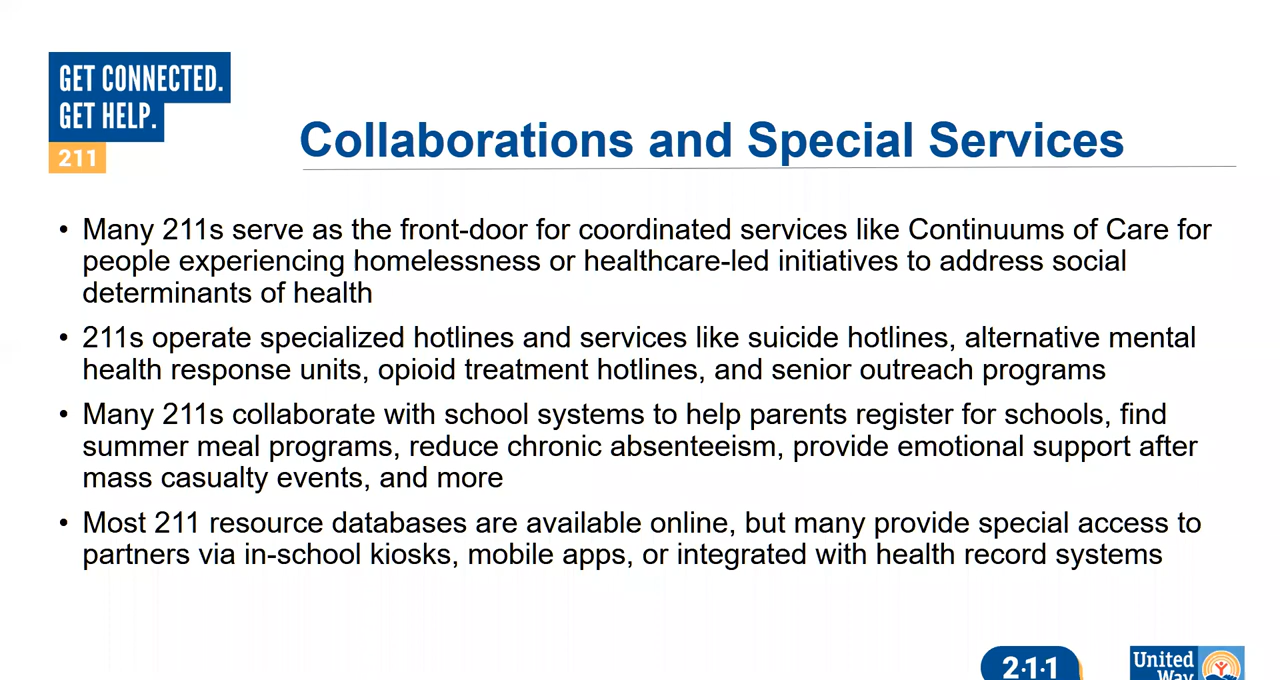 GET CONNECTED.
GET HELP.
211
Collaborations and Special Services
• Many 211s serve as the front-door for coordinated services like Continuums of Care for
people experiencing homelessness or healthcare-led initiatives to address social
determinants of health
• 211s operate specialized hotlines and services like suicide hotlines, alternative mental
health response units, opioid treatment hotlines, and senior outreach programs
• Many 211s collaborate with school systems to help parents register for schools, find
summer meal programs, reduce chronic absenteeism, provide emotional support after
mass casualty events, and more
• Most 211 resource databases are available online, but many provide special access to
partners via in-school kiosks, mobile apps, or integrated with health record systems
2·1·1
United
Way